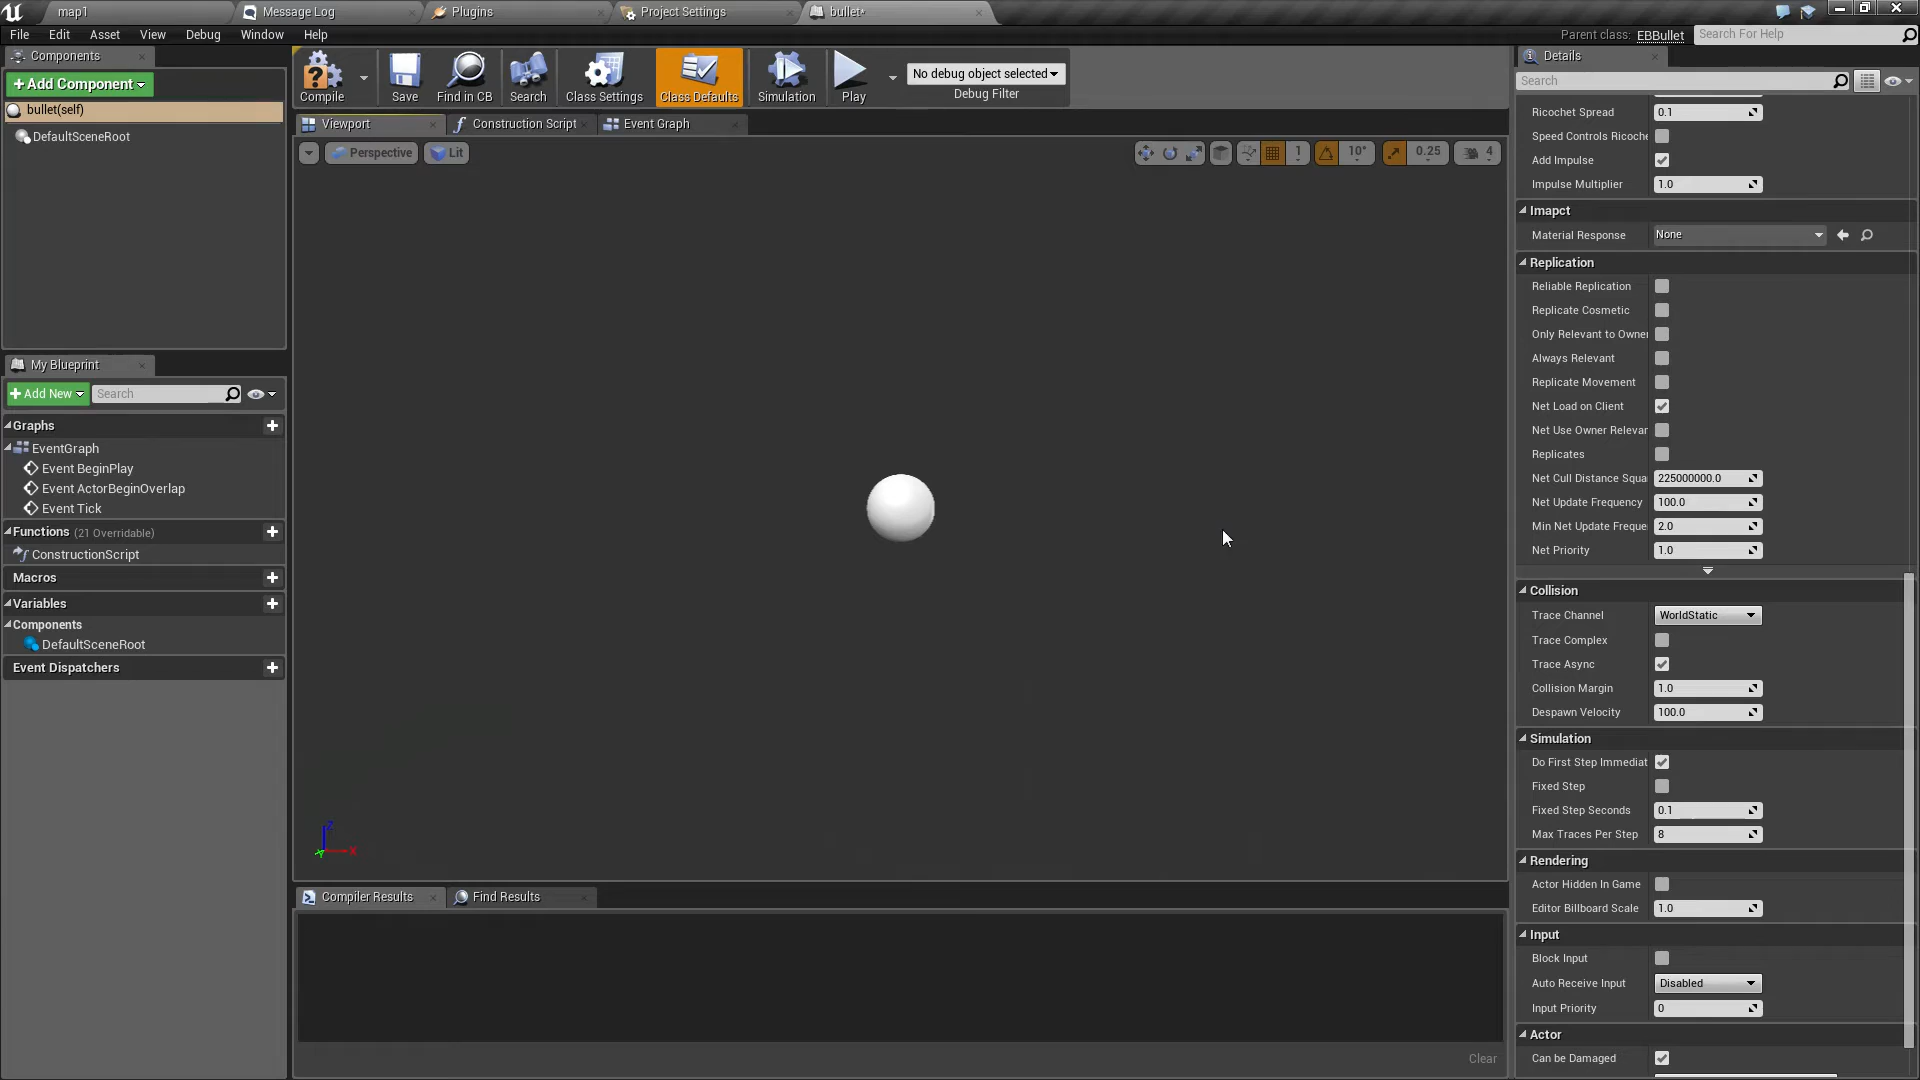 map1
Message Log
Plugins
Project Settings
bullet*
File
Edit
Asset
View
Debug
Window
Help
Parent class: EBBullet
Search For Help
Components
+ Add Component
bullet(self)
DefaultSceneRoot
My Blueprint
+ Add New
Search
Graphs
EventGraph
Event BeginPlay
Event ActorBeginOverlap
Event Tick
Functions (21 Overridable)
ConstructionScript
Macros
Variables
Components
DefaultSceneRoot
Event Dispatchers
Compile
Save
Find in CB
Search
Class Settings
Class Defaults
Simulation
Play
No debug object selected
Debug Filter
Viewport
Construction Script
Event Graph
Perspective
Lit
1
10°
0.25
4
Z
X
Y
Compiler Results
Find Results
Clear
Details
Search
Ricochet Spread 0.1
Speed Controls Ricoche
Add Impulse
Impulse Multiplier 1.0
Imapct
Material Response None
Replication
Reliable Replication
Replicate Cosmetic
Only Relevant to Owner
Always Relevant
Replicate Movement
Net Load on Client
Net Use Owner Relevan
Replicates
Net Cull Distance Squa 225000000.0
Net Update Frequency 100.0
Min Net Update Freque 2.0
Net Priority 1.0
Collision
Trace Channel WorldStatic
Trace Complex
Trace Async
Collision Margin 1.0
Despawn Velocity 100.0
Simulation
Do First Step Immediat
Fixed Step
Fixed Step Seconds 0.1
Max Traces Per Step 8
Rendering
Actor Hidden In Game
Editor Billboard Scale 1.0
Input
Block Input
Auto Receive Input Disabled
Input Priority 0
Actor
Can be Damaged